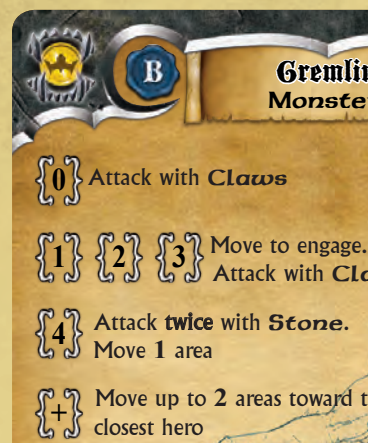 B
Gremlin
Monste
{0} Attack with Claws
{1} {2} {3} Move to engage.
Attack with Cla
{4} Attack twice with Stone.
Move 1 area
{+} Move up to 2 areas toward t
closest hero